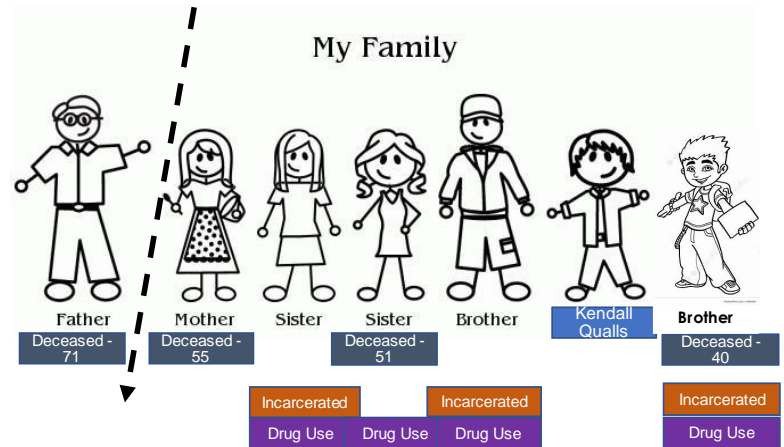 My Family
Father Mother Sister Sister Brother Kendall Qualls Brother
Deceased - 71 Deceased - 55 Deceased - 51 Deceased - 40
Incarcerated Incarcerated Incarcerated
Drug Use Drug Use Drug Use Drug Use